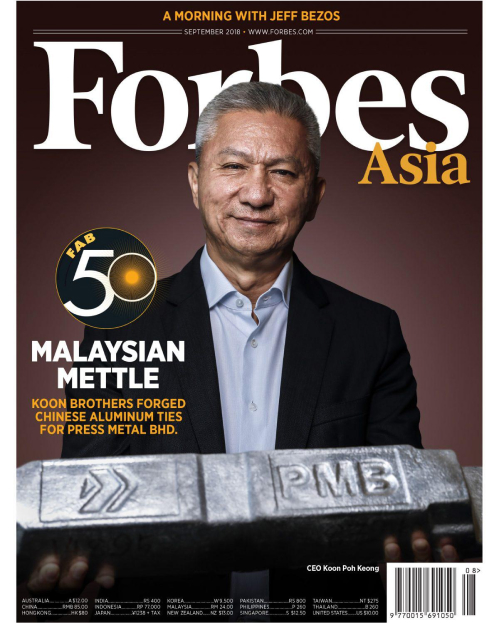 A MORNING WITH JEFF BEZOS
SEPTEMBER 2018 • WWW.FORBES.COM
Forbes
Asia
FAB
50
MALAYSIAN
METTLE
KOON BROTHERS FORGED
CHINESE ALUMINUM TIES
FOR PRESS METAL BHD.
PMB
CEO Koon Poh Keong
08>
AUSTRALIA...............A$12.00 INDIA........................RS 400 KOREA......................W9,500 PAKISTAN..................RS 800 TAIWAN....................NT $275
CHINA...................RMB 85.00 INDONESIA...........RP 77,000 MALAYSIA..............RM 24.00 PHILIPPINES................P 260 THAILAND...................B 260
HONG KONG............HK$80 JAPAN...............¥1238 + TAX NEW ZEALAND...NZ $13.00 SINGAPORE............S $12.50 UNITED STATES.....US $10.00
9 770015 691050